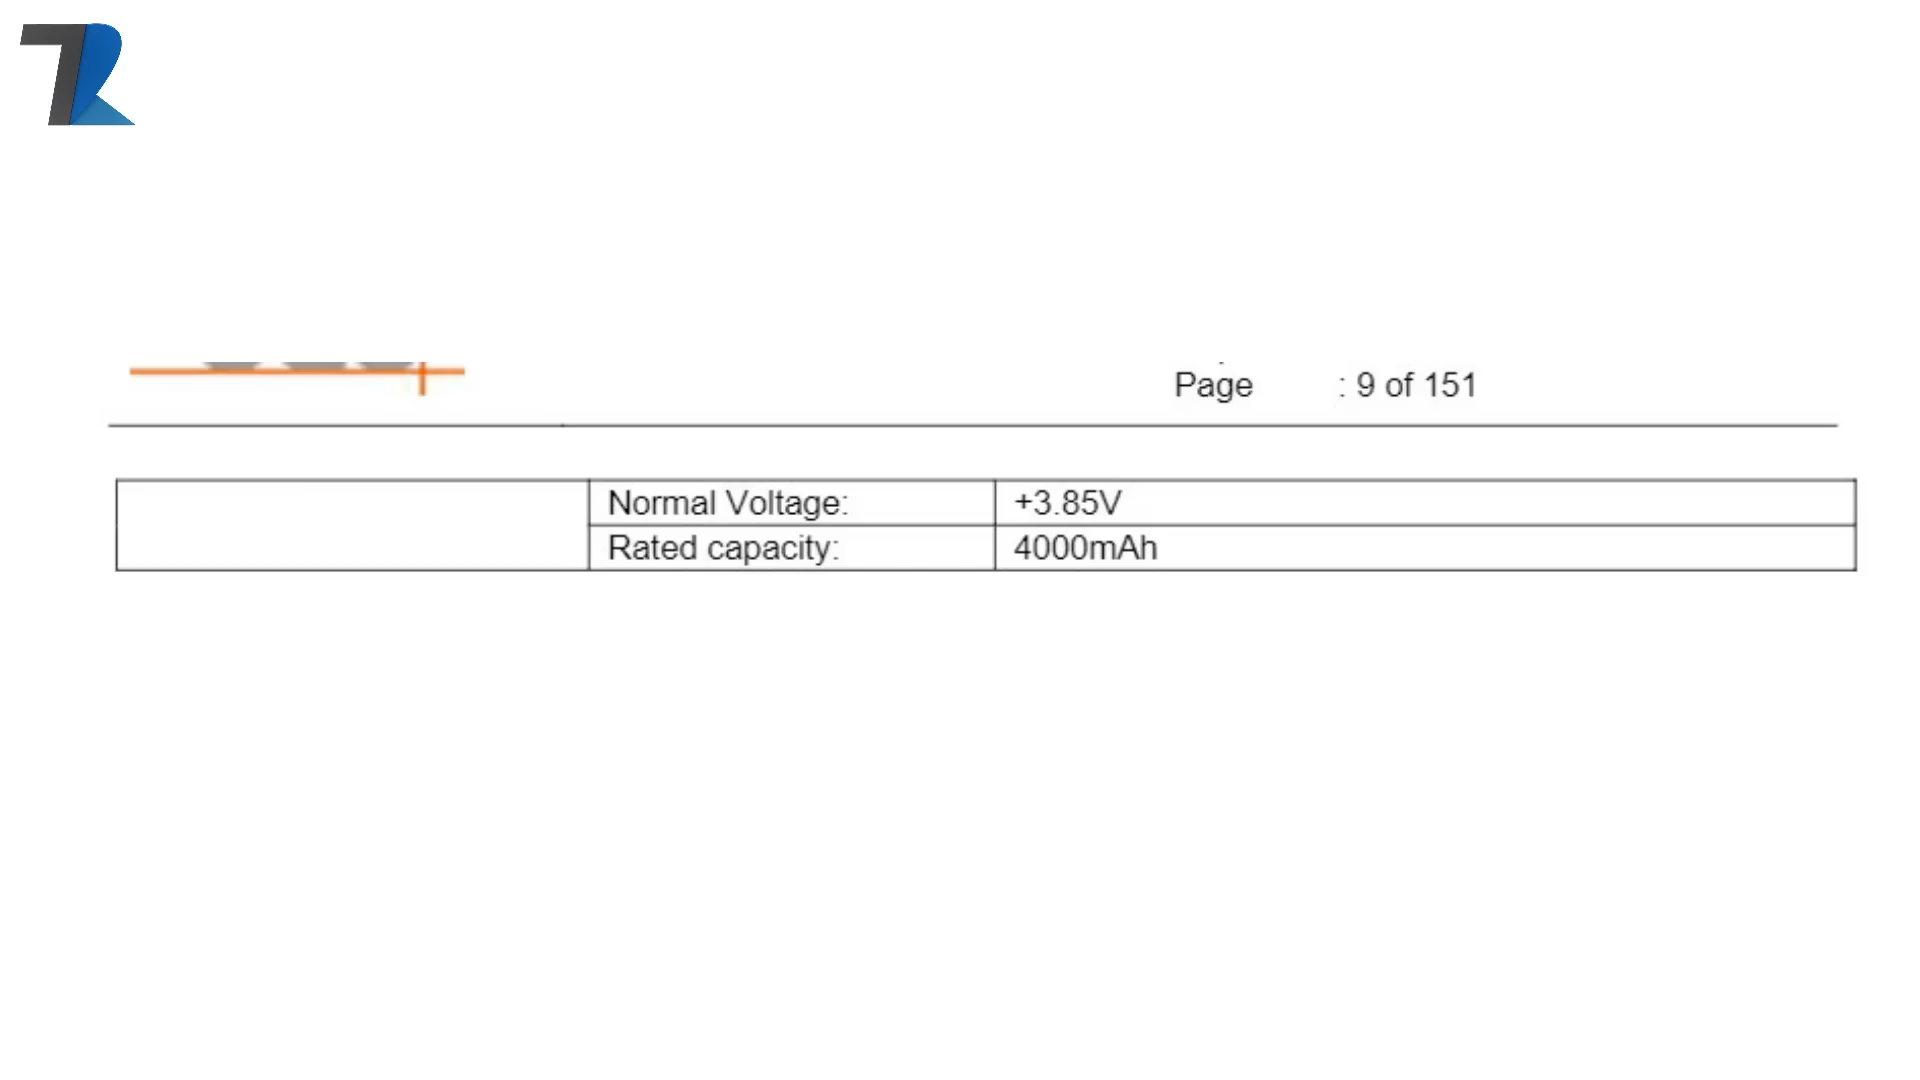 Page : 9 of 151
Normal Voltage: +3.85V
Rated capacity: 4000mAh